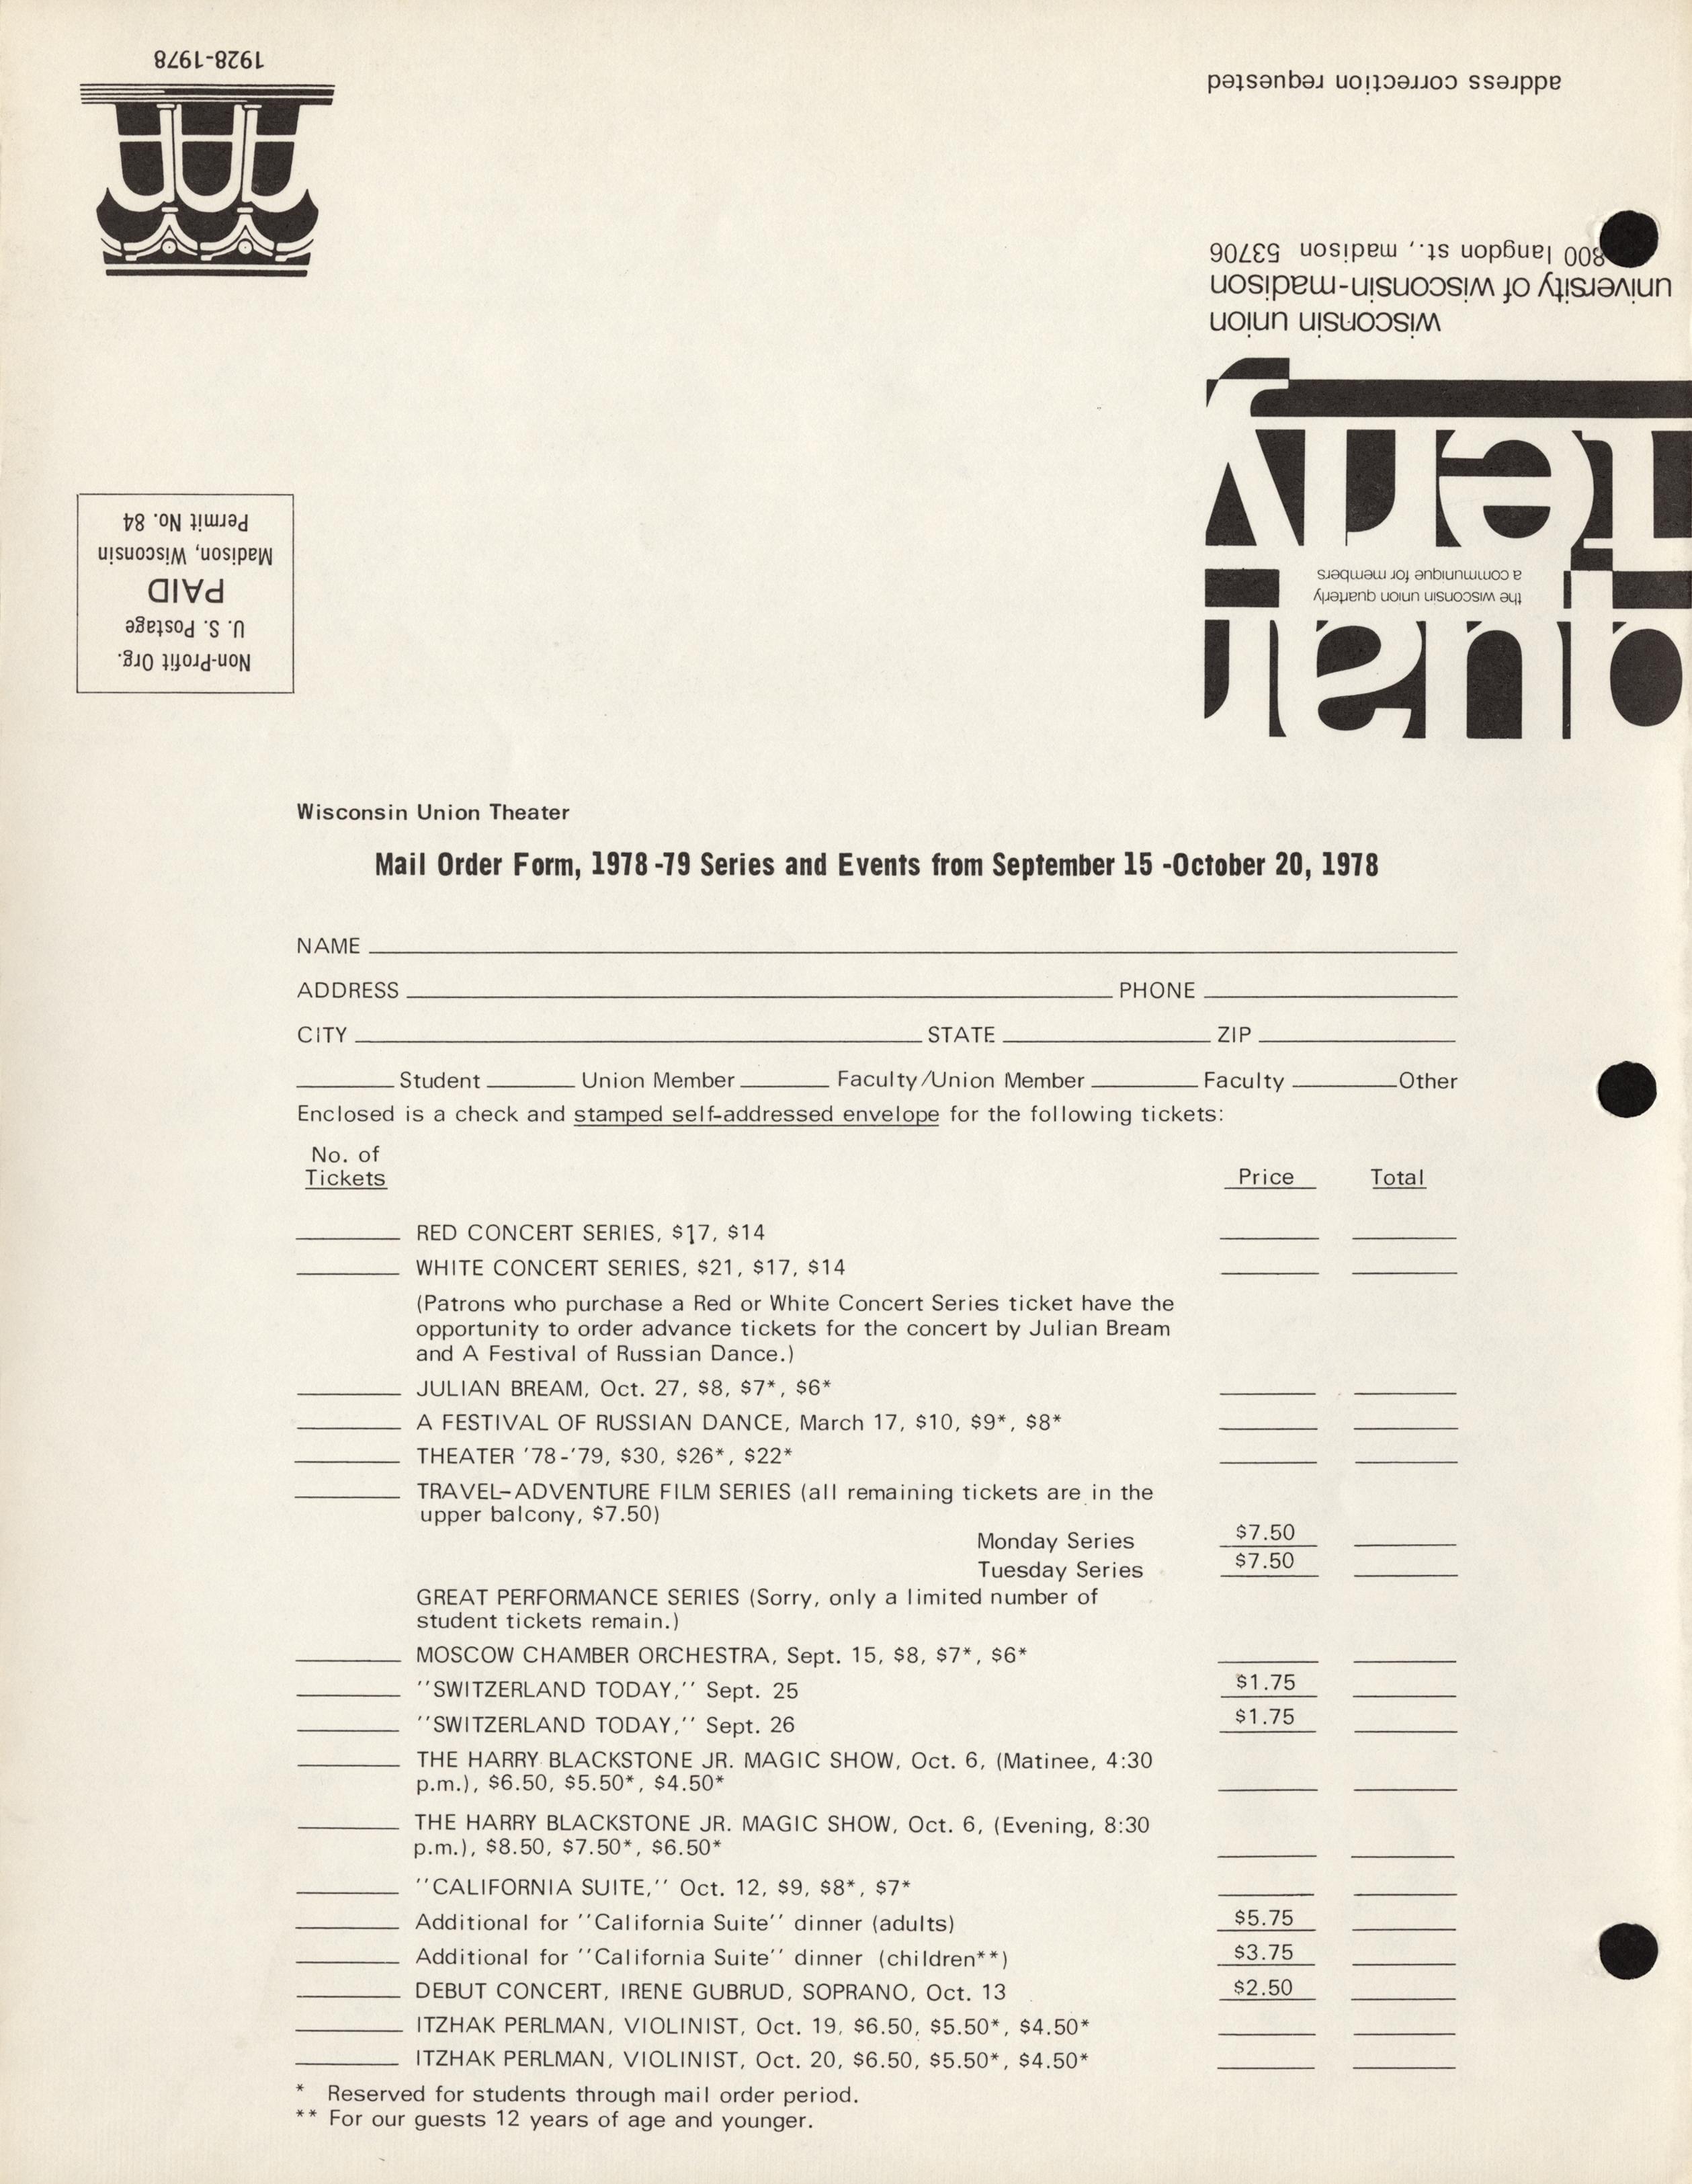 1928-1978
address correction requested
800 langdon st., madison 53706
university of wisconsin-madison
wisconsin union
terly
a communique for members
the wisconsin union quarterly
quar
Permit No. 84
Madison, Wisconsin
PAID
U. S. Postage
Non-Profit Org.
Wisconsin Union Theater
Mail Order Form, 1978-79 Series and Events from September 15 -October 20, 1978
NAME
ADDRESS PHONE
CITY STATE ZIP
Student Union Member Faculty/Union Member Faculty Other
Enclosed is a check and stamped self-addressed envelope for the following tickets:
No. of
Tickets Price Total
RED CONCERT SERIES, $17, $14
WHITE CONCERT SERIES, $21, $17, $14
(Patrons who purchase a Red or White Concert Series ticket have the
opportunity to order advance tickets for the concert by Julian Bream
and A Festival of Russian Dance.)
JULIAN BREAM, Oct. 27, $8, $7*, $6*
A FESTIVAL OF RUSSIAN DANCE, March 17, $10, $9*, $8*
THEATER '78-'79, $30, $26*, $22*
TRAVEL-ADVENTURE FILM SERIES (all remaining tickets are in the
upper balcony, $7.50)
Monday Series $7.50
Tuesday Series $7.50
GREAT PERFORMANCE SERIES (Sorry, only a limited number of
student tickets remain.)
MOSCOW CHAMBER ORCHESTRA, Sept. 15, $8, $7*, $6*
''SWITZERLAND TODAY,'' Sept. 25 $1.75
''SWITZERLAND TODAY,'' Sept. 26 $1.75
THE HARRY BLACKSTONE JR. MAGIC SHOW, Oct. 6, (Matinee, 4:30
p.m.), $6.50, $5.50*, $4.50*
THE HARRY BLACKSTONE JR. MAGIC SHOW, Oct. 6, (Evening, 8:30
p.m.), $8.50, $7.50*, $6.50*
''CALIFORNIA SUITE,'' Oct. 12, $9, $8*, $7*
Additional for ''California Suite'' dinner (adults) $5.75
Additional for ''California Suite'' dinner (children**) $3.75
DEBUT CONCERT, IRENE GUBRUD, SOPRANO, Oct. 13 $2.50
ITZHAK PERLMAN, VIOLINIST, Oct. 19, $6.50, $5.50*, $4.50*
ITZHAK PERLMAN, VIOLINIST, Oct. 20, $6.50, $5.50*, $4.50*
* Reserved for students through mail order period.
** For our guests 12 years of age and younger.